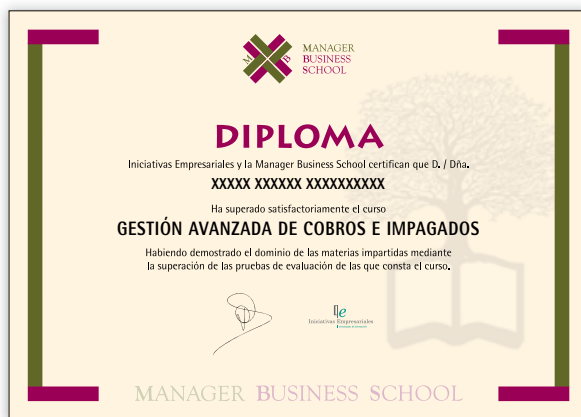 M B
MANAGER
BUSINESS
SCHOOL
DIPLOMA
Iniciativas Empresariales y la Manager Business School certifican que D. / Dña.
XXXXX XXXXXX XXXXXXXXXX
Ha superado satisfactoriamente el curso
GESTIÓN AVANZADA DE COBROS E IMPAGADOS
Habiendo demostrado el dominio de las materias impartidas mediante
la superación de las pruebas de evaluación de las que consta el curso.
Ie
Iniciativas Empresariales
MANAGER BUSINESS SCHOOL